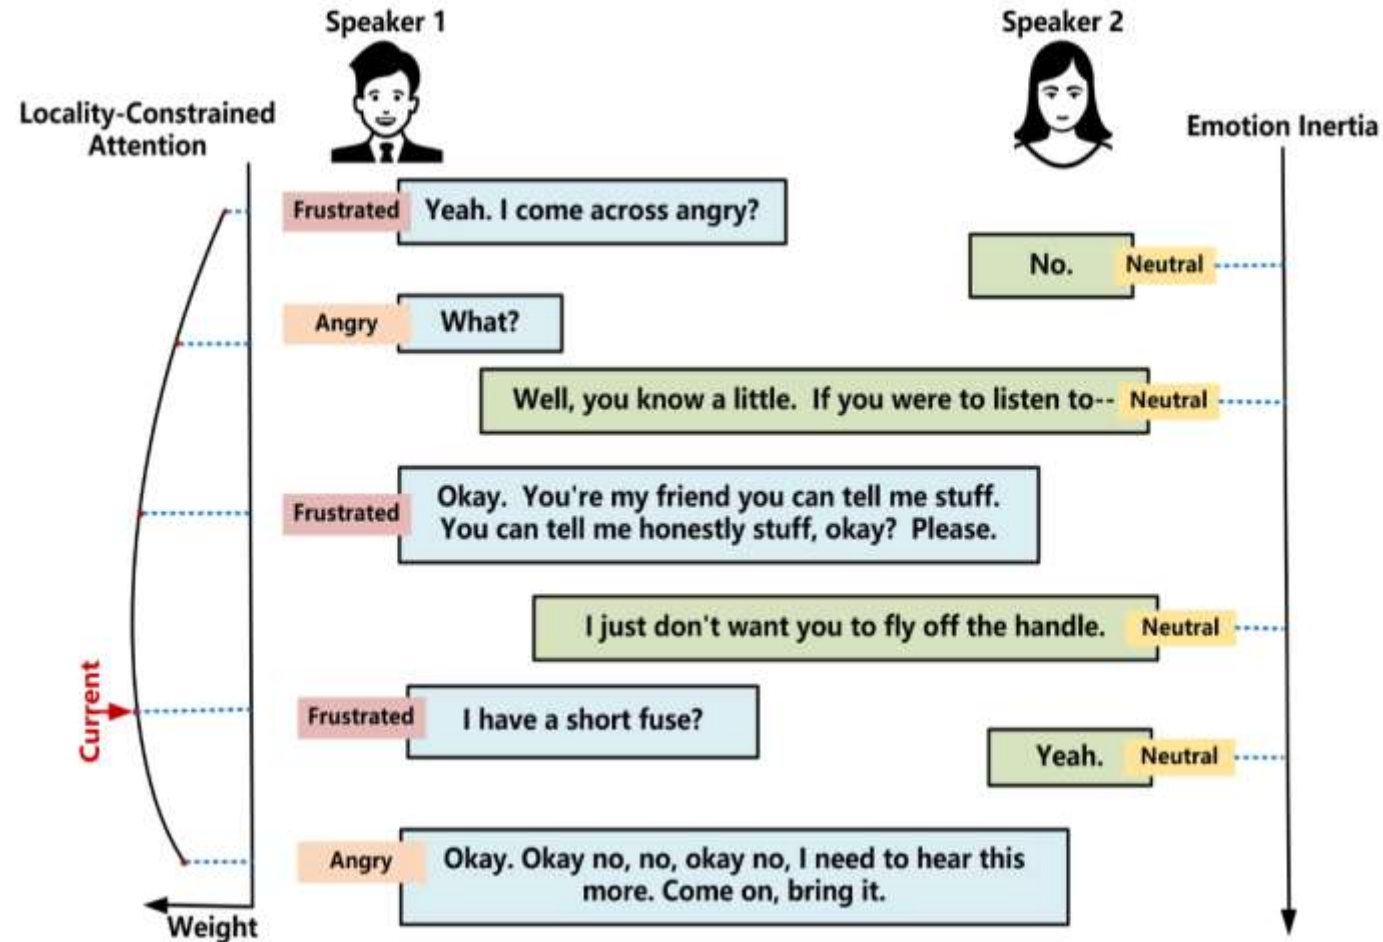 Speaker 1
Speaker 2
Locality-Constrained
Attention
Emotion Inertia
Frustrated
Yeah. I come across angry?
No.
Neutral
Angry
What?
Well, you know a little. If you were to listen to--
Neutral
Frustrated
Okay. You're my friend you can tell me stuff.
You can tell me honestly stuff, okay? Please.
I just don't want you to fly off the handle.
Neutral
Current
Frustrated
I have a short fuse?
Yeah.
Neutral
Angry
Okay. Okay no, no, okay no, I need to hear this
more. Come on, bring it.
Weight